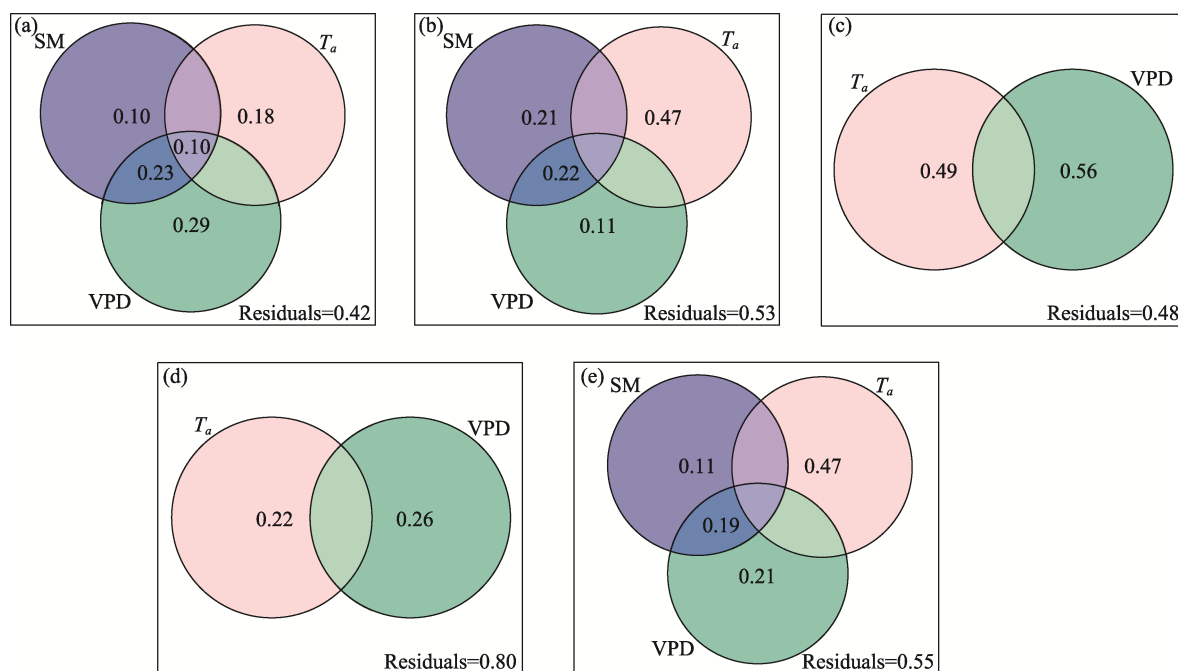 (a)
SM
Ta
0.10
0.18
0.10
0.23
0.29
VPD
Residuals=0.42
(b)
SM
Ta
0.21
0.47
0.22
0.11
VPD
Residuals=0.53
(c)
Ta
VPD
0.49
0.56
Residuals=0.48
(d)
Ta
VPD
0.22
0.26
Residuals=0.80
(e)
SM
Ta
0.11
0.47
0.19
0.21
VPD
Residuals=0.55